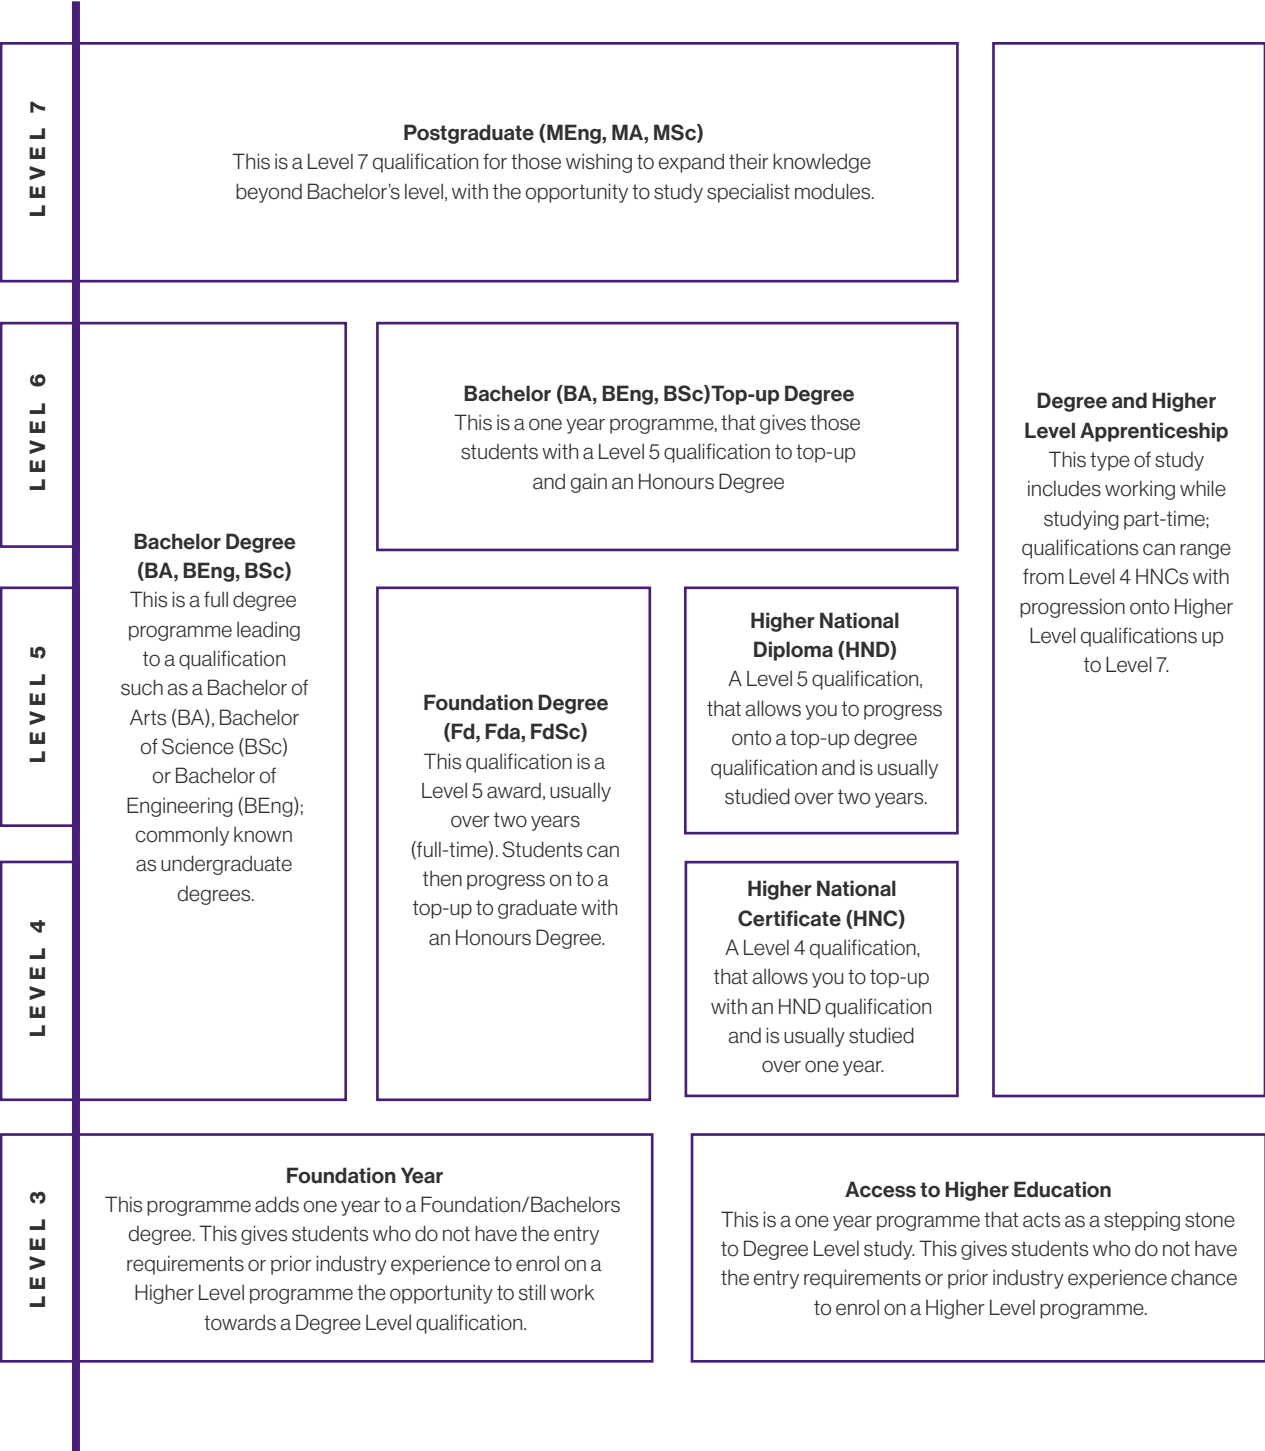 LEVEL 7
Postgraduate (MEng, MA, MSc)
This is a Level 7 qualification for those wishing to expand their knowledge
beyond Bachelor's level, with the opportunity to study specialist modules.
LEVEL 6
Bachelor (BA, BEng, BSc)Top-up Degree
This is a one year programme, that gives those
students with a Level 5 qualification to top-up
and gain an Honours Degree
Degree and Higher
Level Apprenticeship
This type of study
includes working while
studying part-time;
qualifications can range
from Level 4 HNCs with
progression onto Higher
Level qualifications up
to Level 7.
Bachelor Degree
(BA, BEng, BSc)
This is a full degree
programme leading
to a qualification
such as a Bachelor of
Arts (BA), Bachelor
of Science (BSc)
or Bachelor of
Engineering (BEng);
commonly known
as undergraduate
degrees.
LEVEL 5
Foundation Degree
(Fd, Fda, FdSc)
This qualification is a
Level 5 award, usually
over two years
(full-time). Students can
then progress on to a
top-up to graduate with
an Honours Degree.
Higher National
Diploma (HND)
A Level 5 qualification,
that allows you to progress
onto a top-up degree
qualification and is usually
studied over two years.
LEVEL 4
Higher National
Certificate (HNC)
A Level 4 qualification,
that allows you to top-up
with an HND qualification
and is usually studied
over one year.
LEVEL 3
Foundation Year
This programme adds one year to a Foundation/Bachelors
degree. This gives students who do not have the entry
requirements or prior industry experience to enrol on a
Higher Level programme the opportunity to still work
towards a Degree Level qualification.
Access to Higher Education
This is a one year programme that acts as a stepping stone
to Degree Level study. This gives students who do not have
the entry requirements or prior industry experience chance
to enrol on a Higher Level programme.